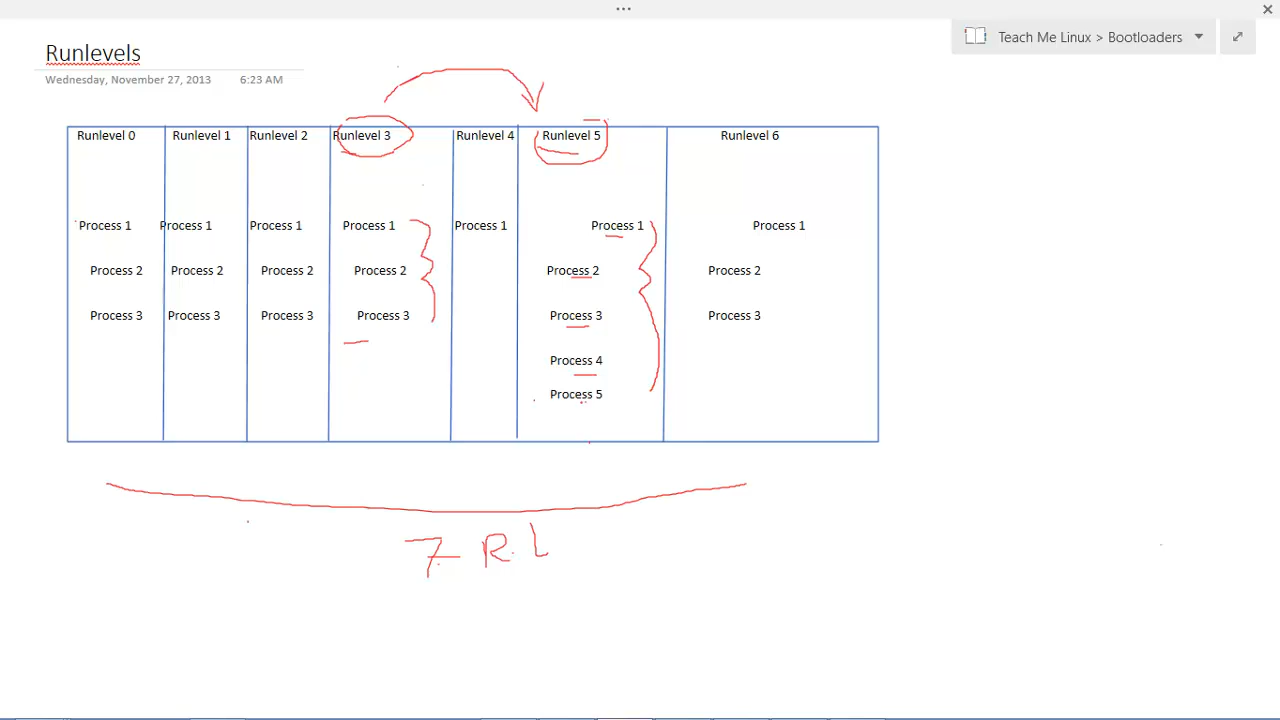 Teach Me Linux > Bootloaders
Runlevels
Wednesday, November 27, 2013 6:23 AM
Runlevel 0 Runlevel 1 Runlevel 2 Runlevel 3 Runlevel 4 Runlevel 5 Runlevel 6
Process 1 Process 1 Process 1 Process 1 Process 1 Process 1 Process 1
Process 2 Process 2 Process 2 Process 2 Process 2 Process 2
Process 3 Process 3 Process 3 Process 3 Process 3 Process 3
Process 4
Process 5
7 R.L